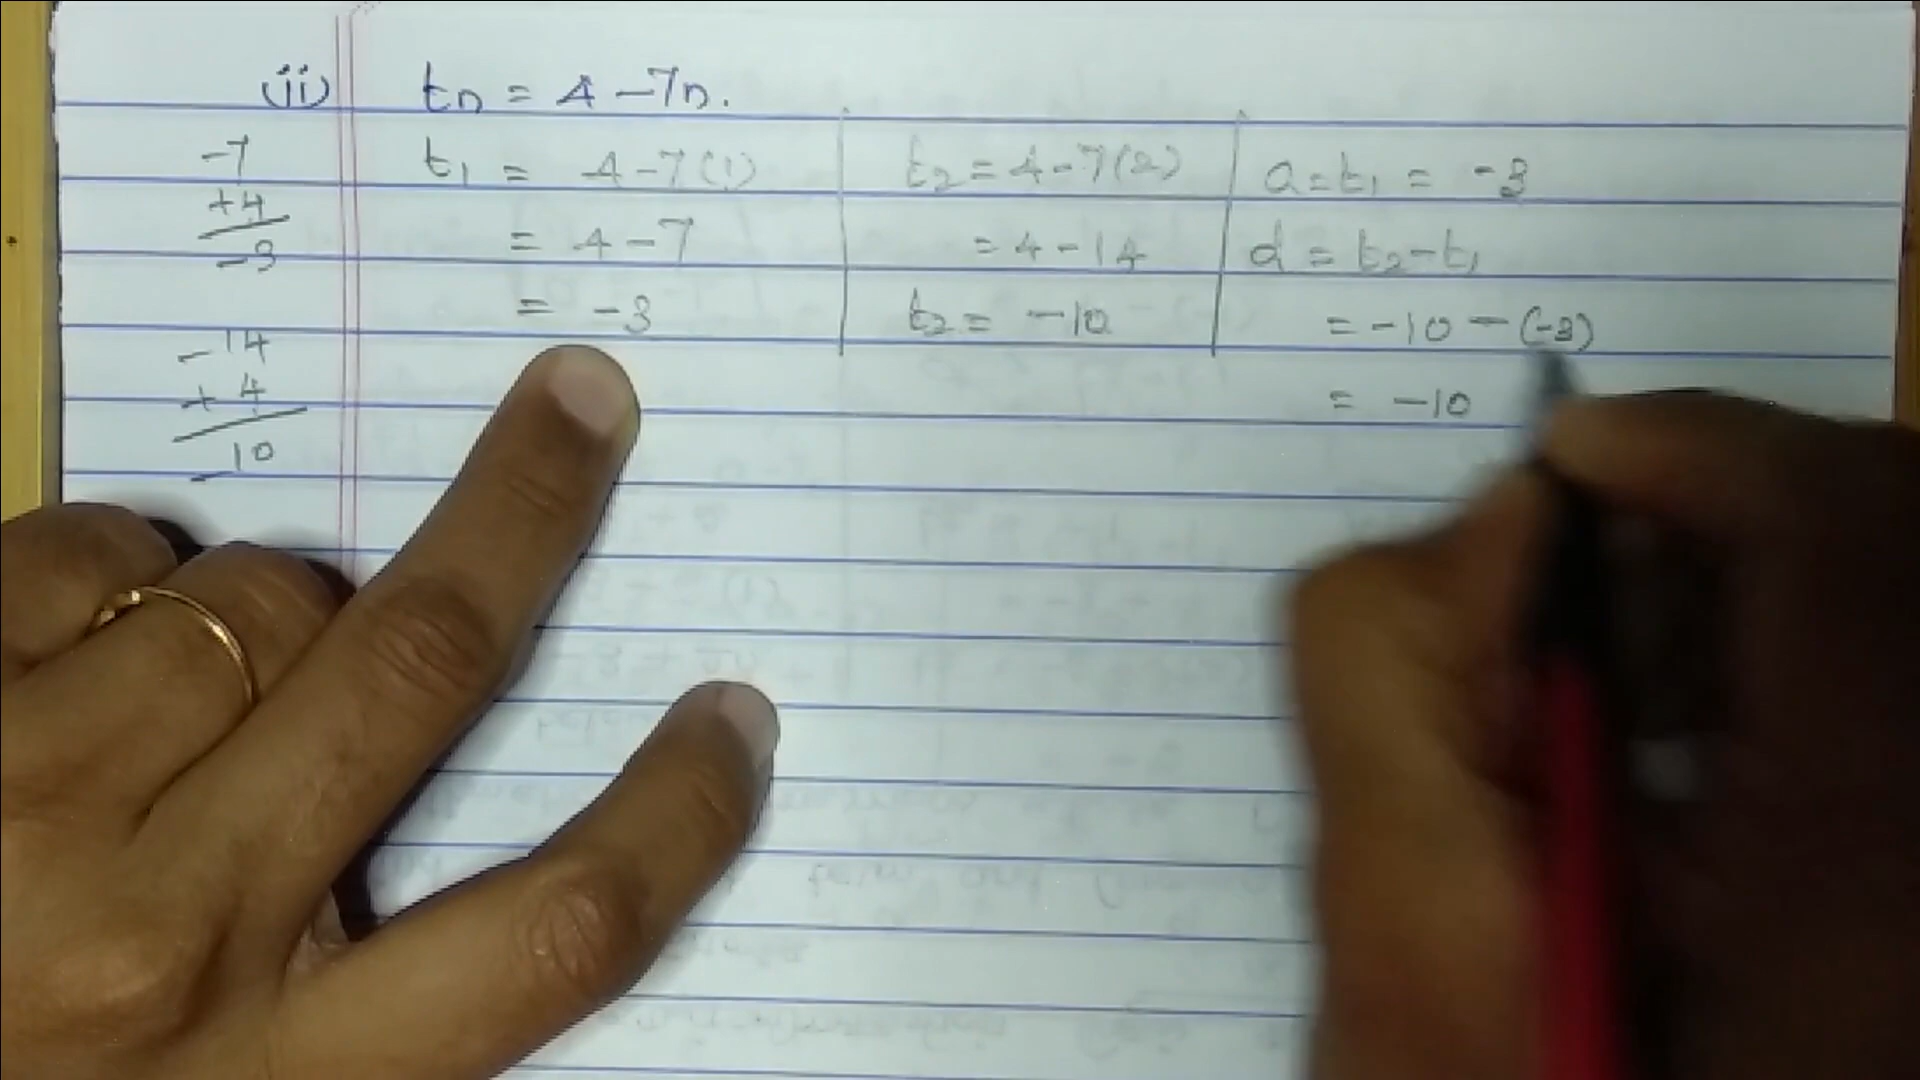 (ii) tn = 4 - 7n.
-7
+4
-3
-14
+4
-10
t1 = 4-7(1)
= 4-7
= -3
t2 = 4-7(2)
= 4-14
t2 = -10
a = t1 = -3
d = t2-t1
= -10 - (-3)
= -10